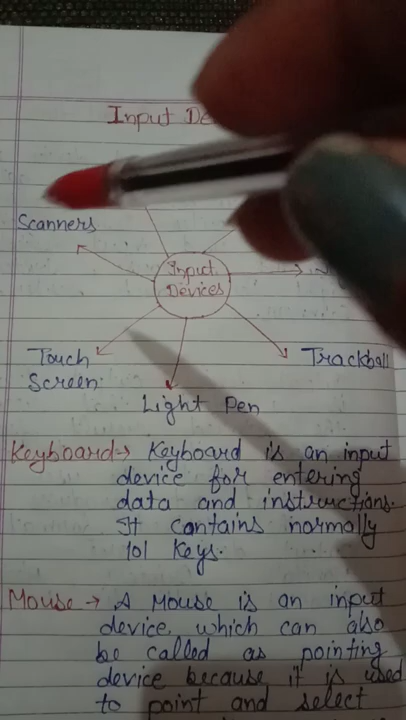 Input
Scanners
Input
Devices
Touch
Screen
Trackball
Light Pen
Keyboard → Keyboard is an input
device for entering
data and instructions.
It contains normally
101 Keys.
Mouse → A Mouse is an input
device, which can also
be called as pointing
device because it is used
to point and select